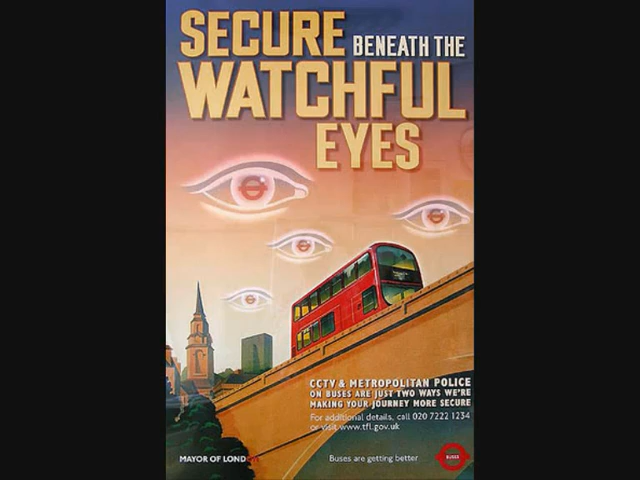 SECURE BENEATH THE
WATCHFUL
EYES
CCTV & METROPOLITAN POLICE
ON BUSES ARE JUST TWO WAYS WE'RE
MAKING YOUR JOURNEY MORE SECURE
For additional details, call 020 7222 1234
or visit www.tfl.gov.uk
MAYOR OF LONDON
Buses are getting better
BUSES